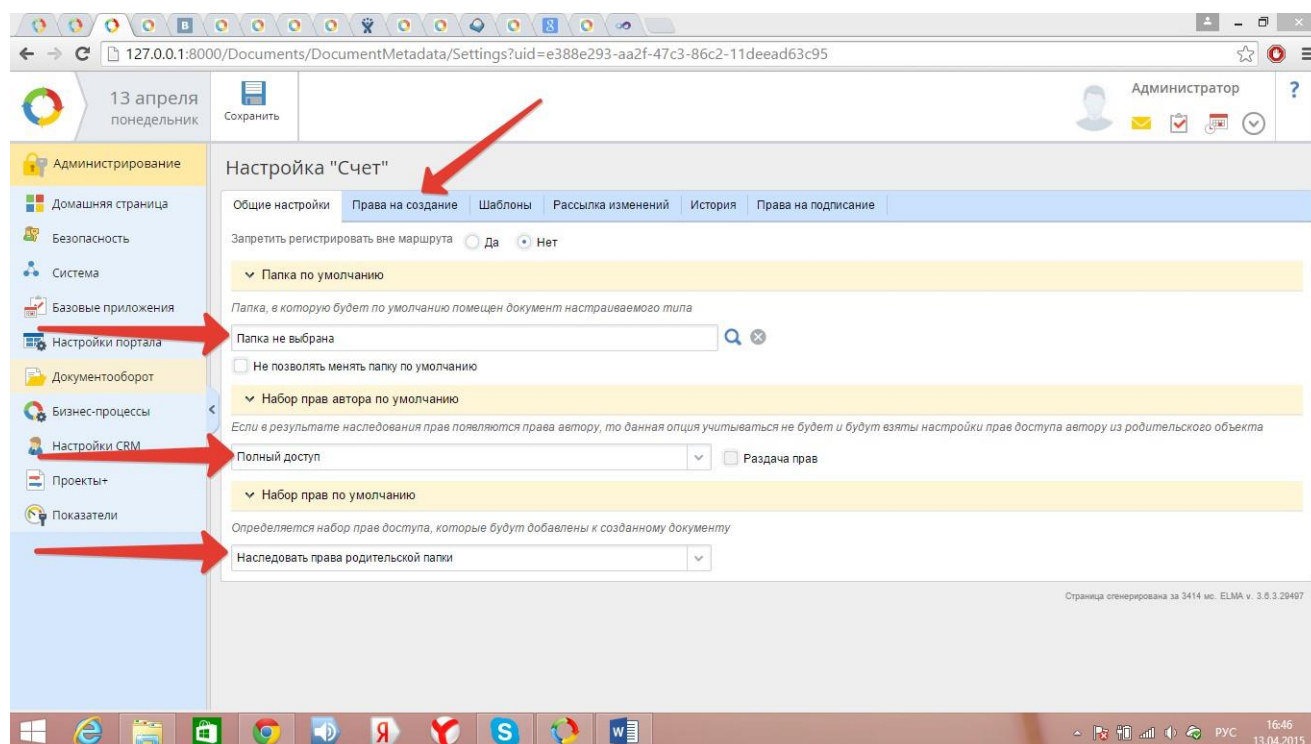 127.0.0.1:8000/Documents/DocumentMetadata/Settings?uid=e388e293-aa2f-47c3-86c2-11deead63c95
13 апреля
понедельник
Сохранить
Администратор
?
Администрирование
Домашняя страница
Безопасность
Система
Базовые приложения
Настройки портала
Документооборот
Бизнес-процессы
Настройки CRM
Проекты+
Показатели
Настройка "Счет"
Общие настройки Права на создание Шаблоны Рассылка изменений История Права на подписание
Запретить регистрировать вне маршрута Да Нет
Папка по умолчанию
Папка, в которую будет по умолчанию помещен документ настраиваемого типа
Папка не выбрана
Не позволять менять папку по умолчанию
Набор прав автора по умолчанию
Если в результате наследования прав появляются права автору, то данная опция учитываться не будет и будут взяты настройки прав доступа автору из родительского объекта
Полный доступ Раздача прав
Набор прав по умолчанию
Определяется набор прав доступа, которые будут добавлены к созданному документу
Наследовать права родительской папки
Страница сгенерирована за 3414 мс. ELMA v. 3.6.3.29497
РУС 16:46
13.04.2015